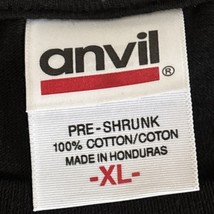 anvil®
PRE-SHRUNK
100% COTTON/COTON
MADE IN HONDURAS
-XL-